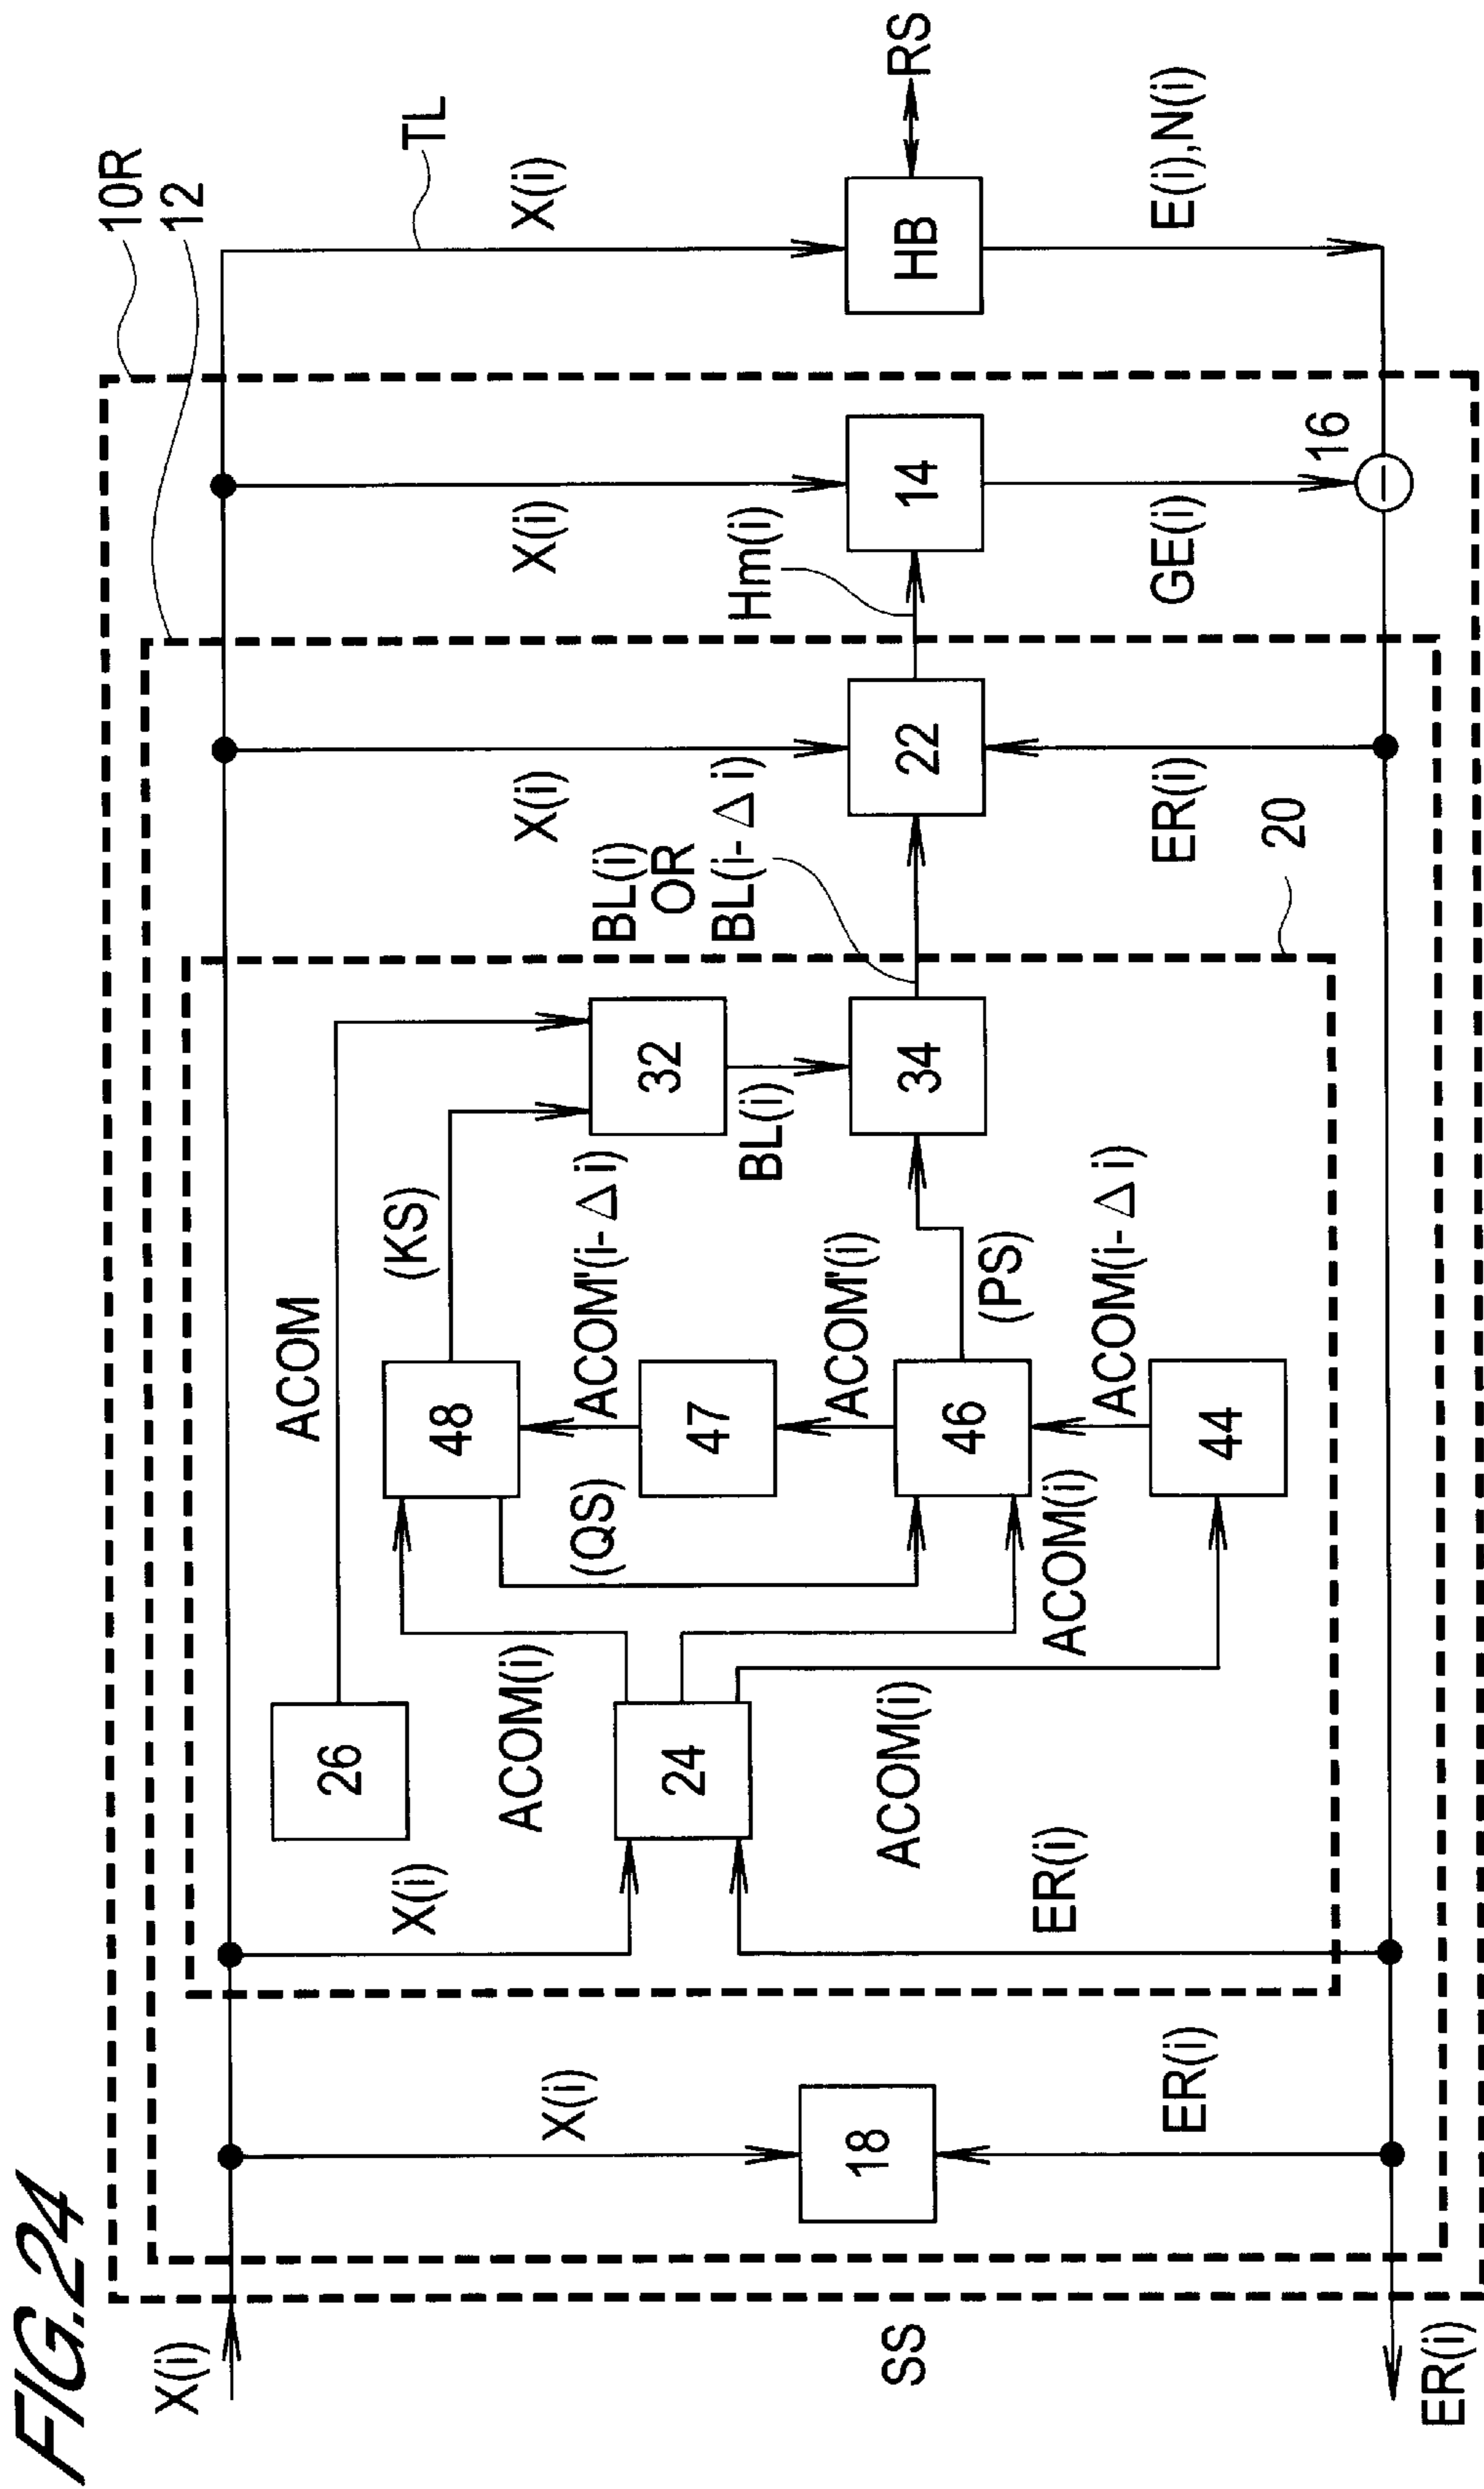 FIG.24
X(i)
SS
ER(i)
10R
12
20
TL
RS
X(i)
HB
E(i),N(i)
X(i)
14
GE(i)
16
Hm(i)
X(i)
22
ER(i)
BL(i)
OR
BL(i-Δi)
ACOM
26
32
BL(i)
34
(KS)
48
ACOM'(i-Δi)
47
ACOM'(i)
46
(PS)
ACOM(i-Δi)
44
(QS)
ACOM(i)
ACOM(i)
24
ACOM(i)
X(i)
ER(i)
X(i)
18
ER(i)